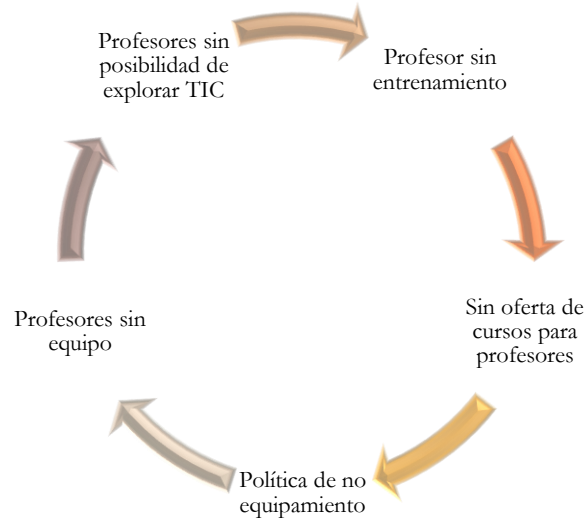 Profesores sin
posibilidad de
explorar TIC
Profesor sin
entrenamiento
Sin oferta de
cursos para
profesores
Política de no
equipamiento
Profesores sin
equipo